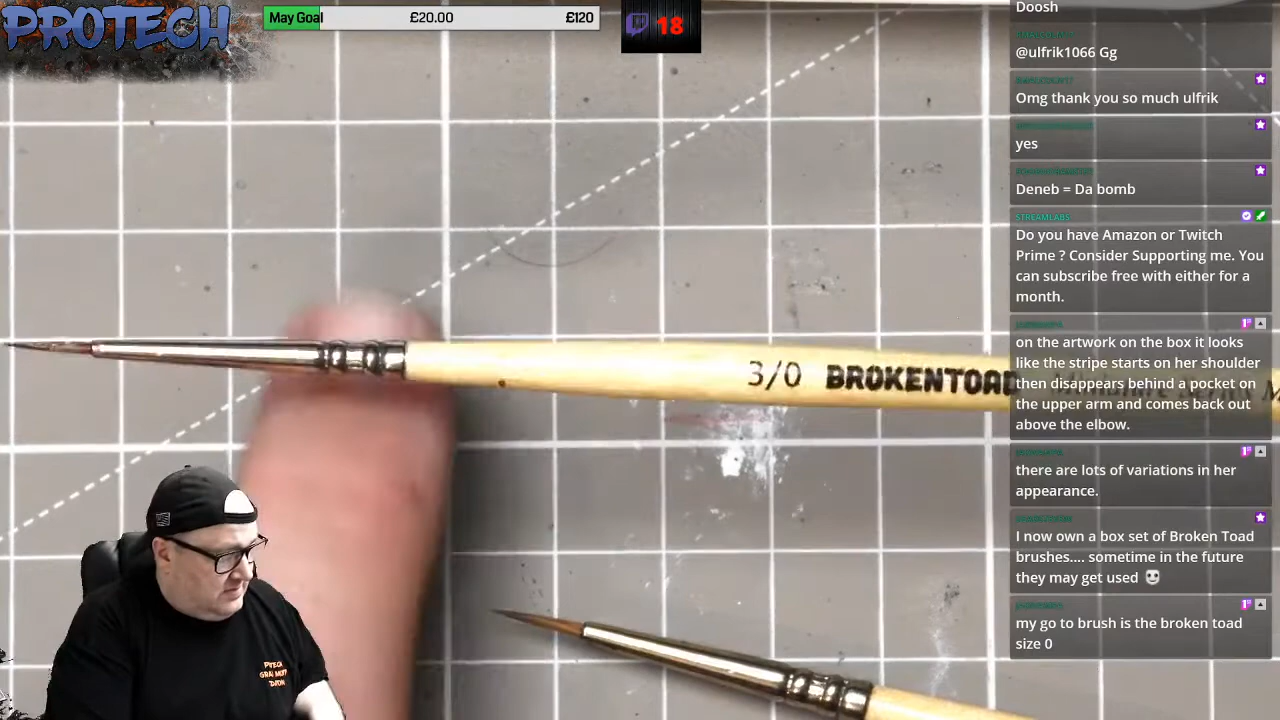 PROTECH
May Goal £20.00 £120
18
Doosh
@ulfrik1066 Gg
Omg thank you so much ulfrik
yes
Deneb = Da bomb
STREAMLABS
Do you have Amazon or Twitch
Prime ? Consider Supporting me. You
can subscribe free with either for a
month.
on the artwork on the box it looks
like the stripe starts on her shoulder
then disappears behind a pocket on
the upper arm and comes back out
above the elbow.
there are lots of variations in her
appearance.
I now own a box set of Broken Toad
brushes.... sometime in the future
they may get used 💀
my go to brush is the broken toad
size 0
3/0 BROKENTOAD